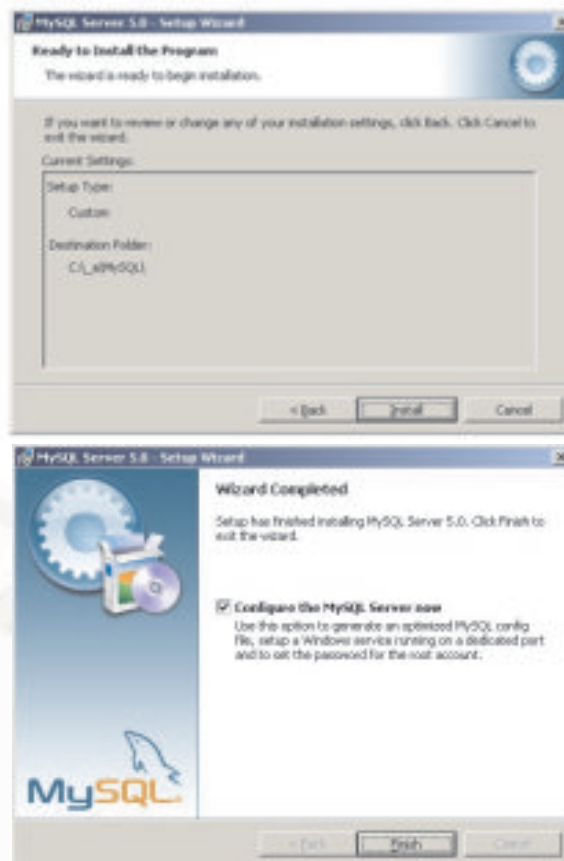 MySQL Server 5.0 - Setup Wizard
Ready to Install the Program
The wizard is ready to begin installation.
If you want to review or change any of your installation settings, click Back. Click Cancel to
exit the wizard.
Current Settings:
Setup Type:
Custom
Destination Folder:
< Back
Install
Cancel
MySQL Server 5.0 - Setup Wizard
Wizard Completed
Setup has finished installing MySQL Server 5.0. Click Finish to
exit the wizard.
Configure the MySQL Server now
Use this option to generate an optimized MySQL config
file, setup a Windows service running on a dedicated port
and to set the password for the root account.
MySQL
< Back
Finish
Cancel